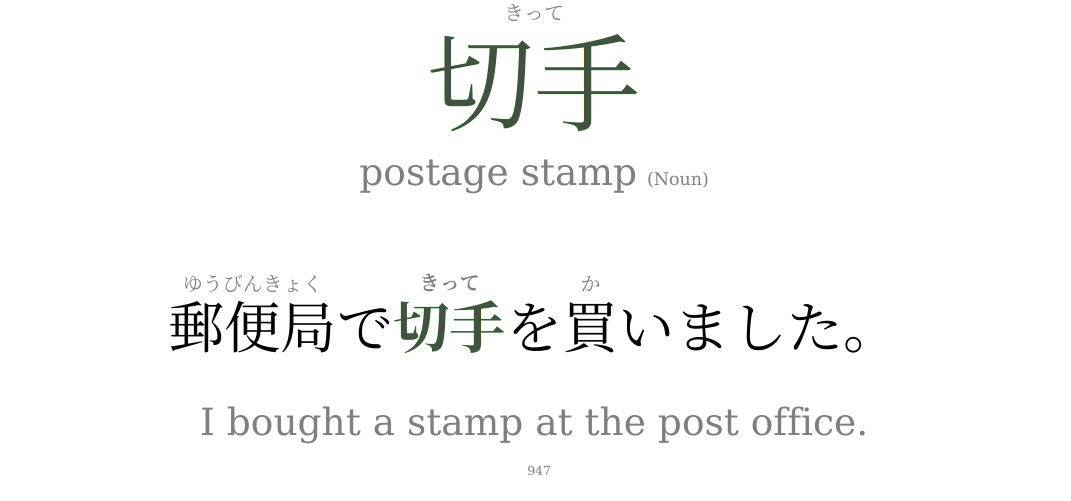 きって
切手
postage stamp (Noun)
ゆうびんきょく きって か
郵便局で切手を買いました。
I bought a stamp at the post office.
947